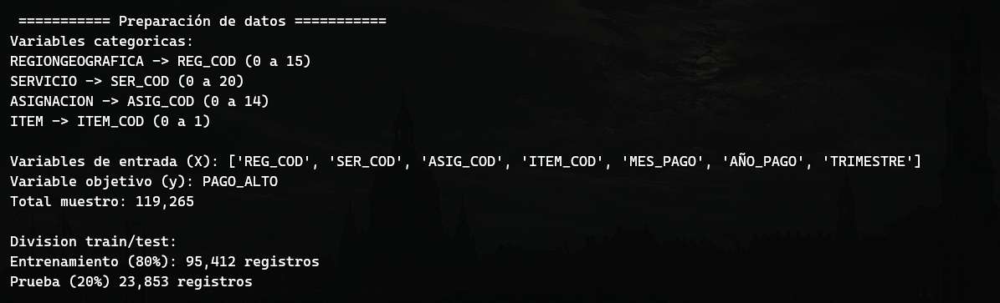 =========== Preparación de datos ===========
Variables categoricas:
REGIONGEOGRAFICA -> REG_COD (0 a 15)
SERVICIO -> SER_COD (0 a 20)
ASIGNACION -> ASIG_COD (0 a 14)
ITEM -> ITEM_COD (0 a 1)
Variables de entrada (X): ['REG_COD', 'SER_COD', 'ASIG_COD', 'ITEM_COD', 'MES_PAGO', 'AÑO_PAGO', 'TRIMESTRE']
Variable objetivo (y): PAGO_ALTO
Total muestro: 119,265
Division train/test:
Entrenamiento (80%): 95,412 registros
Prueba (20%) 23,853 registros